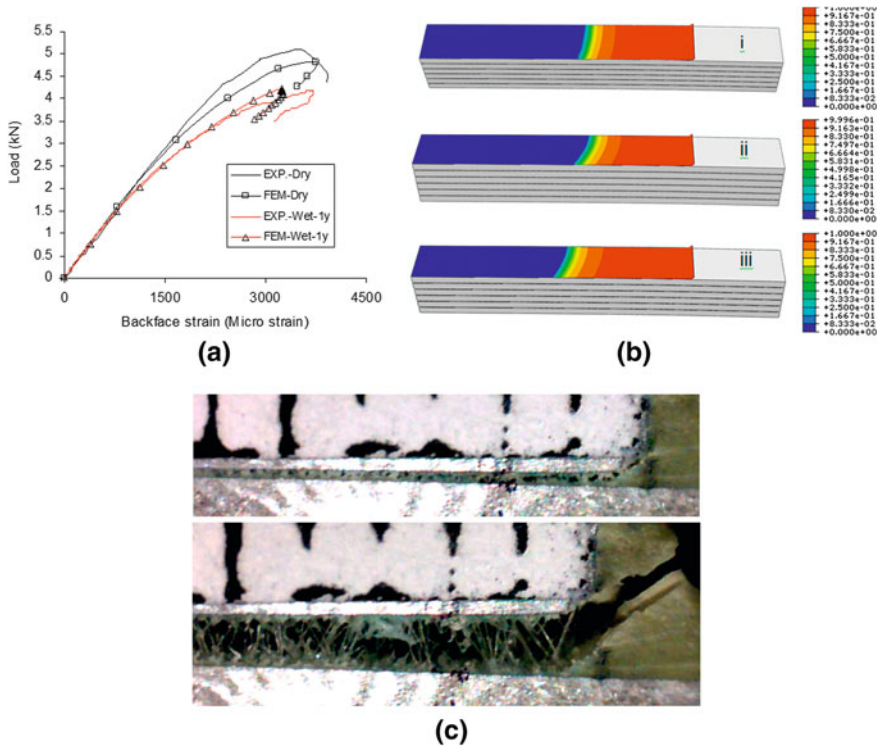 5.5
5
4.5
4
3.5
3
2.5
2
1.5
1
0.5
0
Load (kN)
EXP.-Dry
FEM-Dry
EXP.-Wet-1y
FEM-Wet-1y
0
1500
3000
4500
Backface strain (Micro strain)
(a)
i
+1.000e+00
+9.167e-01
+8.333e-01
+7.500e-01
+6.667e-01
+5.833e-01
+5.000e-01
+4.167e-01
+3.333e-01
+2.500e-01
+1.667e-01
+8.333e-02
+0.000e+00
ii
+9.996e-01
+9.163e-01
+8.330e-01
+7.497e-01
+6.664e-01
+5.831e-01
+4.998e-01
+4.165e-01
+3.332e-01
+2.499e-01
+1.666e-01
+8.330e-02
+0.000e+00
iii
+1.000e+00
+9.167e-01
+8.333e-01
+7.500e-01
+6.667e-01
+5.833e-01
+5.000e-01
+4.167e-01
+3.333e-01
+2.500e-01
+1.667e-01
+8.333e-02
+0.000e+00
(b)
(c)